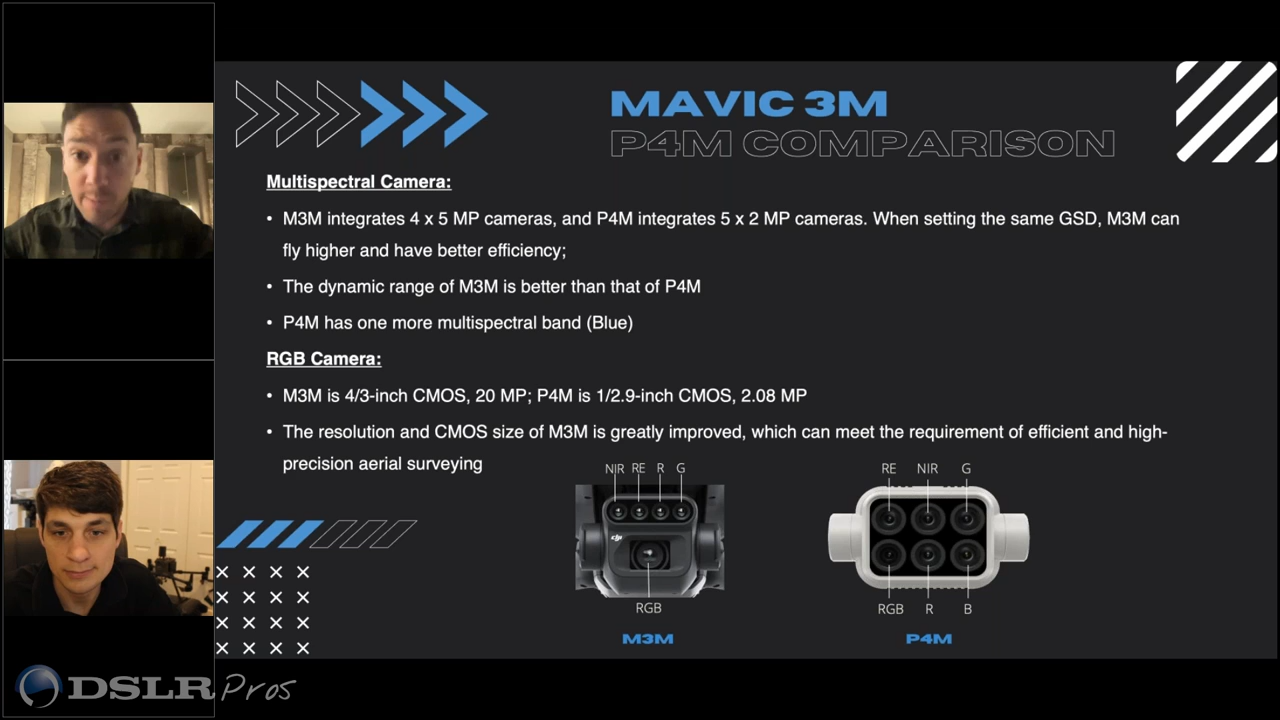 MAVIC 3M
P4M COMPARISON
Multispectral Camera:
• M3M integrates 4 x 5 MP cameras, and P4M integrates 5 x 2 MP cameras. When setting the same GSD, M3M can
fly higher and have better efficiency;
• The dynamic range of M3M is better than that of P4M
• P4M has one more multispectral band (Blue)
RGB Camera:
• M3M is 4/3-inch CMOS, 20 MP; P4M is 1/2.9-inch CMOS, 2.08 MP
• The resolution and CMOS size of M3M is greatly improved, which can meet the requirement of efficient and high-
precision aerial surveying
NIR RE R G
dji
RGB
M3M
RE NIR G
RGB R B
P4M
DSLR Pros